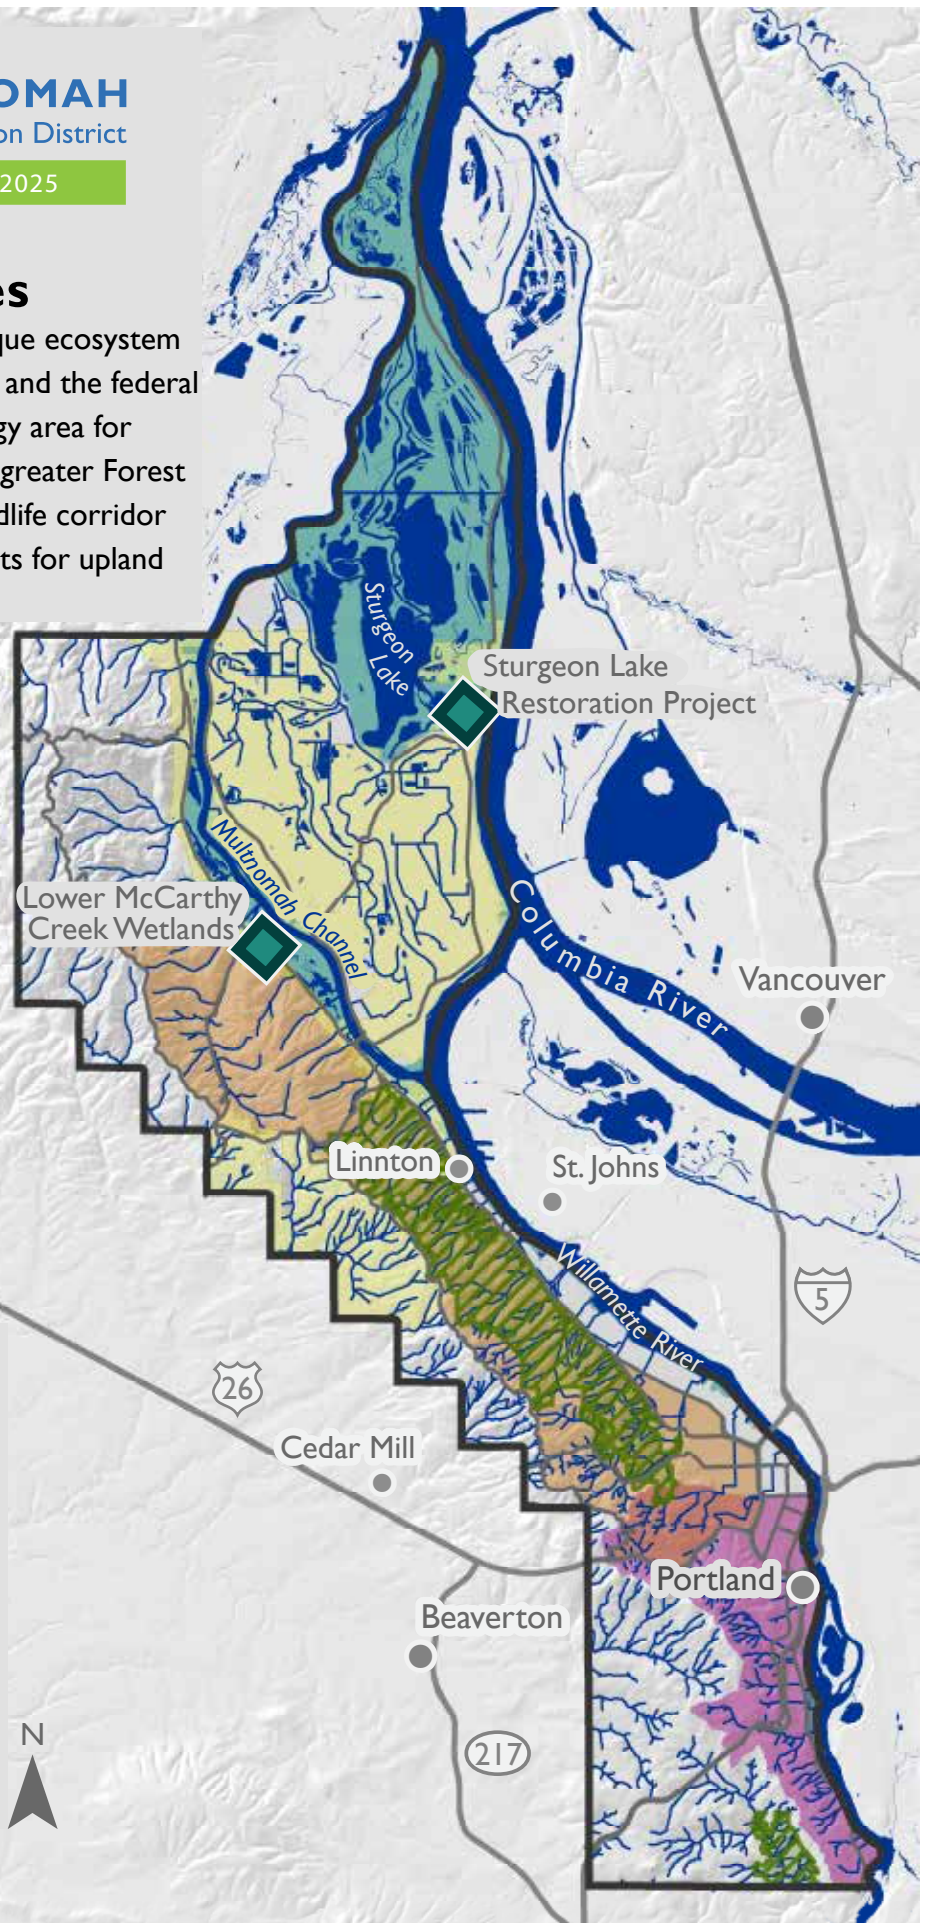 OMAH
on District
2025
es
que ecosystem
and the federal
gy area for
greater Forest
dlife corridor
ts for upland
Sturgeon
Lake
Sturgeon Lake
Restoration Project
Multnomah Channel
Lower McCarthy
Creek Wetlands
Columbia River
Vancouver
Linnton
St. Johns
Willamette River
5
26
Cedar Mill
Portland
Beaverton
N
217